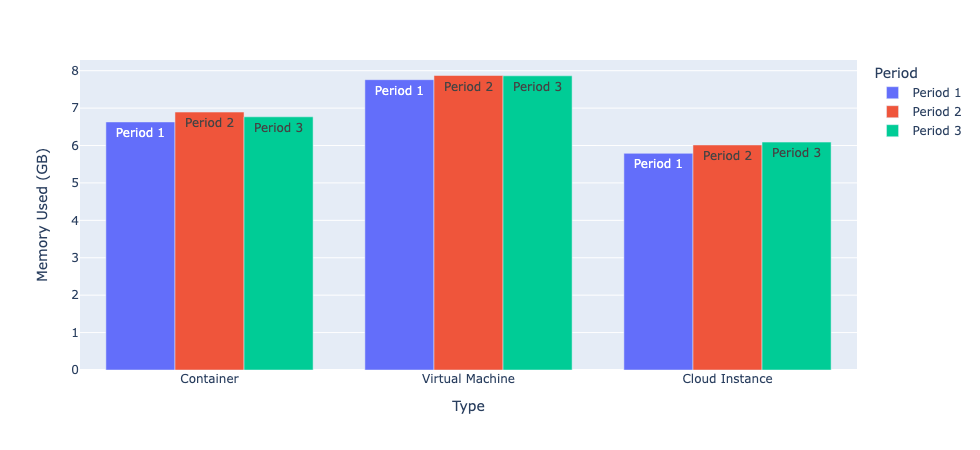 Period
Period 1
Period 2
Period 3
8
7
6
5
4
3
2
1
0
Memory Used (GB)
Period 1
Period 2
Period 3
Period 1
Period 2
Period 3
Period 1
Period 2
Period 3
Container
Virtual Machine
Cloud Instance
Type